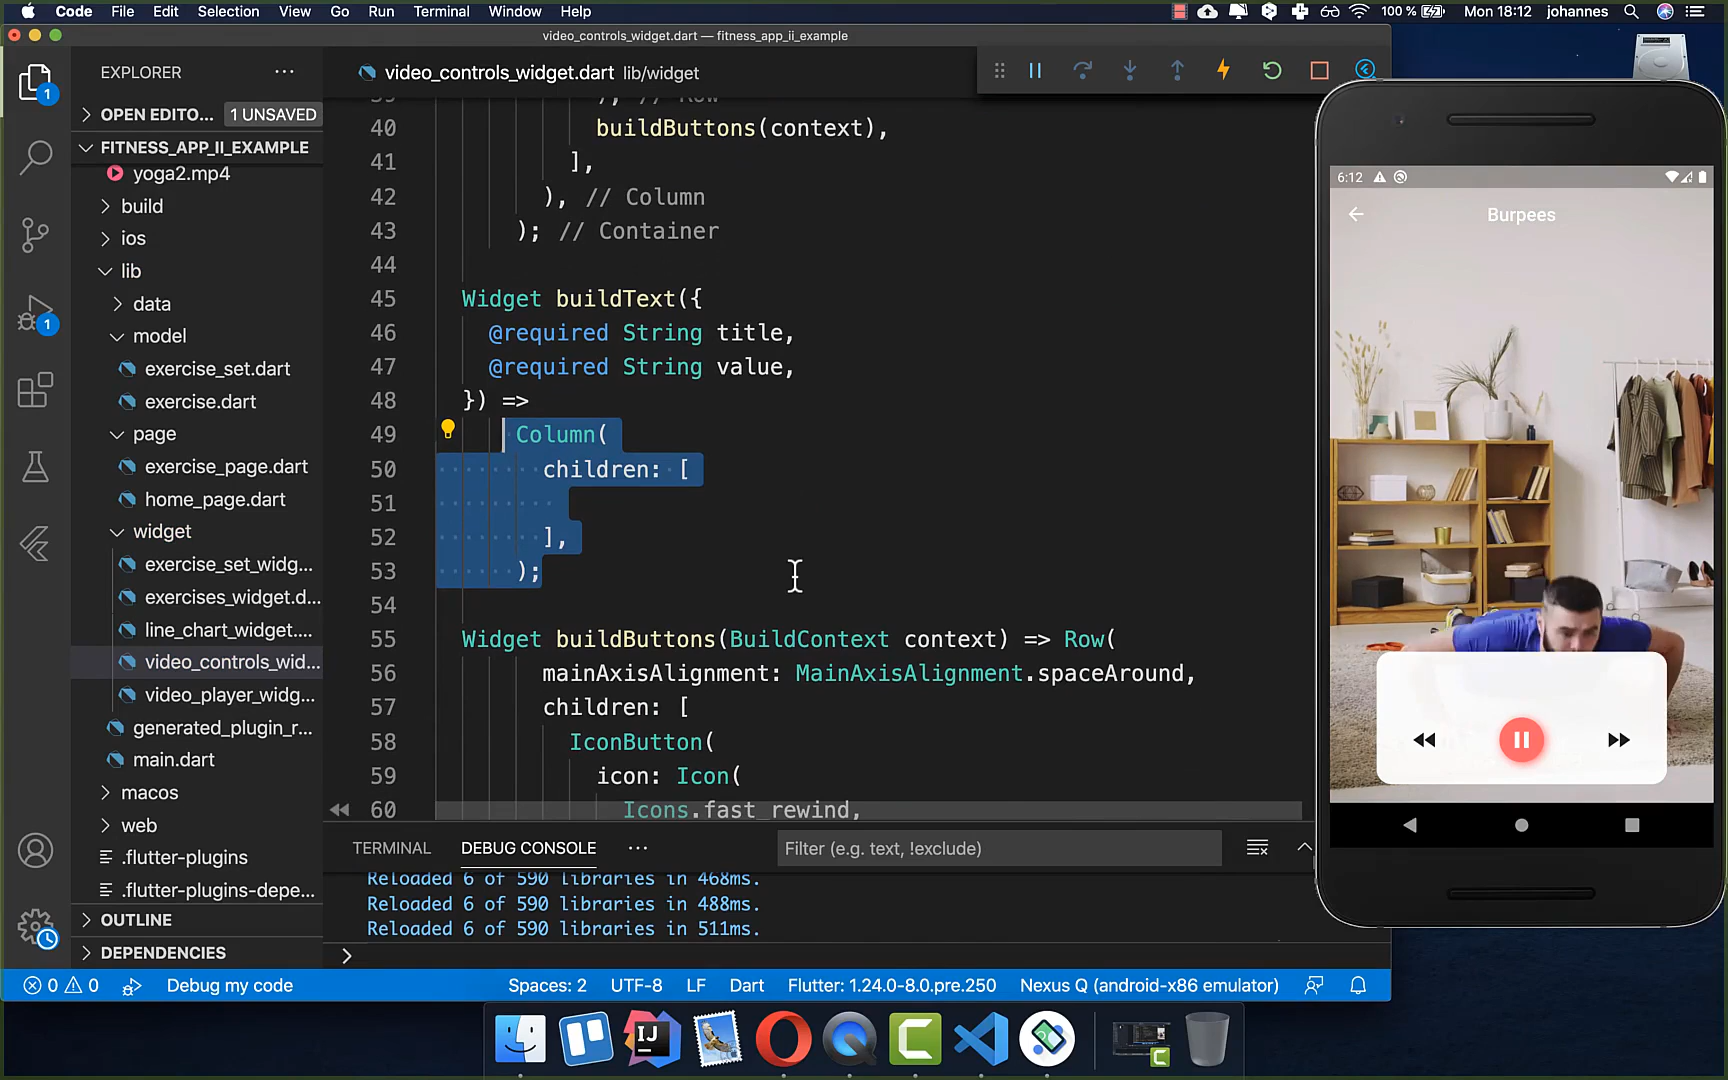 Code File Edit Selection View Go Run Terminal Window Help 100 % Mon 18:12 johannes
video_controls_widget.dart — fitness_app_ii_example
EXPLORER
video_controls_widget.dart lib/widget
OPEN EDITO... 1 UNSAVED
FITNESS_APP_II_EXAMPLE
yoga2.mp4
build
ios
lib
data
model
exercise_set.dart
exercise.dart
page
exercise_page.dart
home_page.dart
widget
exercise_set_widg...
exercises_widget.d...
line_chart_widget....
video_controls_wid...
video_player_widg...
generated_plugin_r...
main.dart
macos
web
.flutter-plugins
.flutter-plugins-depe...
OUTLINE
DEPENDENCIES
1
1
39 ), // Row
40 buildButtons(context),
41 ],
42 ), // Column
43 ); // Container
44
45 Widget buildText({
46 @required String title,
47 @required String value,
48 }) =>
49 Column(
50 children: [
51
52 ],
53 );
54
55 Widget buildButtons(BuildContext context) => Row(
56 mainAxisAlignment: MainAxisAlignment.spaceAround,
57 children: [
58 IconButton(
59 icon: Icon(
60 Icons.fast_rewind,
TERMINAL DEBUG CONSOLE ... Filter (e.g. text, !exclude)
Reloaded 6 of 590 libraries in 468ms.
Reloaded 6 of 590 libraries in 488ms.
Reloaded 6 of 590 libraries in 511ms.
0 0 Debug my code Spaces: 2 UTF-8 LF Dart Flutter: 1.24.0-8.0.pre.250 Nexus Q (android-x86 emulator)
6:12
Burpees
IJ